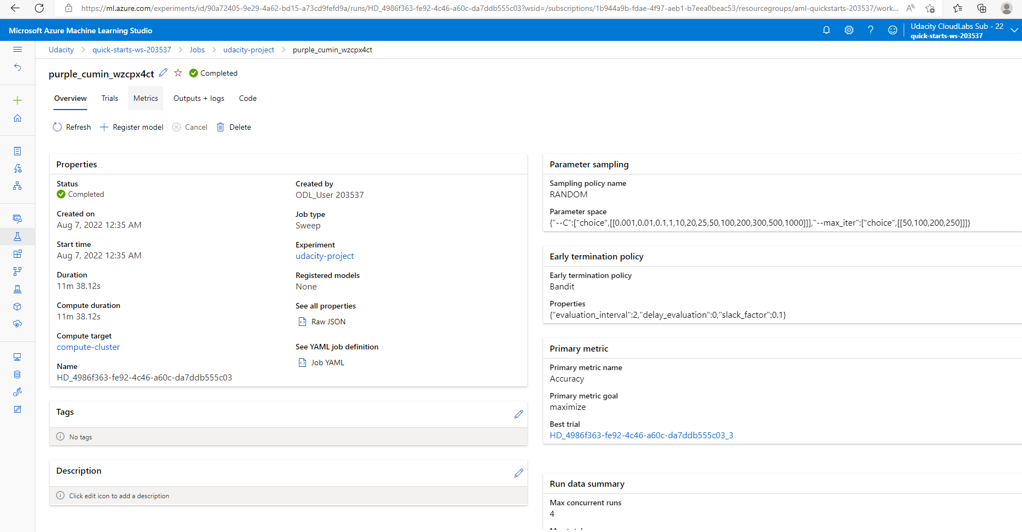 https://ml.azure.com/experiments/id/90a72405-9e29-4a62-bd15-a73cd9fefd9a/runs/HD_4986f363-fe92-4c46-a60c-da7ddb555c03?wsid=/subscriptions/1b944a9b-fdae-4f97-aeb1-b7eea0beac53/resourcegroups/aml-quickstarts-203537/work...
Microsoft Azure Machine Learning Studio
Udacity CloudLabs Sub - 22
quick-starts-ws-203537
Udacity > quick-starts-ws-203537 > Jobs > udacity-project > purple_cumin_wzcpx4ct
purple_cumin_wzcpx4ct Completed
Overview Trials Metrics Outputs + logs Code
Refresh Register model Cancel Delete
Properties
Status
Completed
Created on
Aug 7, 2022 12:35 AM
Start time
Aug 7, 2022 12:35 AM
Duration
11m 38.12s
Compute duration
11m 38.12s
Compute target
compute-cluster
Name
HD_4986f363-fe92-4c46-a60c-da7ddb555c03
Created by
ODL_User 203537
Job type
Sweep
Experiment
udacity-project
Registered models
None
See all properties
Raw JSON
See YAML job definition
Job YAML
Tags
No tags
Description
Click edit icon to add a description
Parameter sampling
Sampling policy name
RANDOM
Parameter space
{"--C":["choice",[[0.001,0.01,0.1,1,10,20,25,50,100,200,300,500,1000]]],"--max_iter":["choice",[[50,100,200,250]]]}
Early termination policy
Early termination policy
Bandit
Properties
{"evaluation_interval":2,"delay_evaluation":0,"slack_factor":0.1}
Primary metric
Primary metric name
Accuracy
Primary metric goal
maximize
Best trial
HD_4986f363-fe92-4c46-a60c-da7ddb555c03_3
Run data summary
Max concurrent runs
4